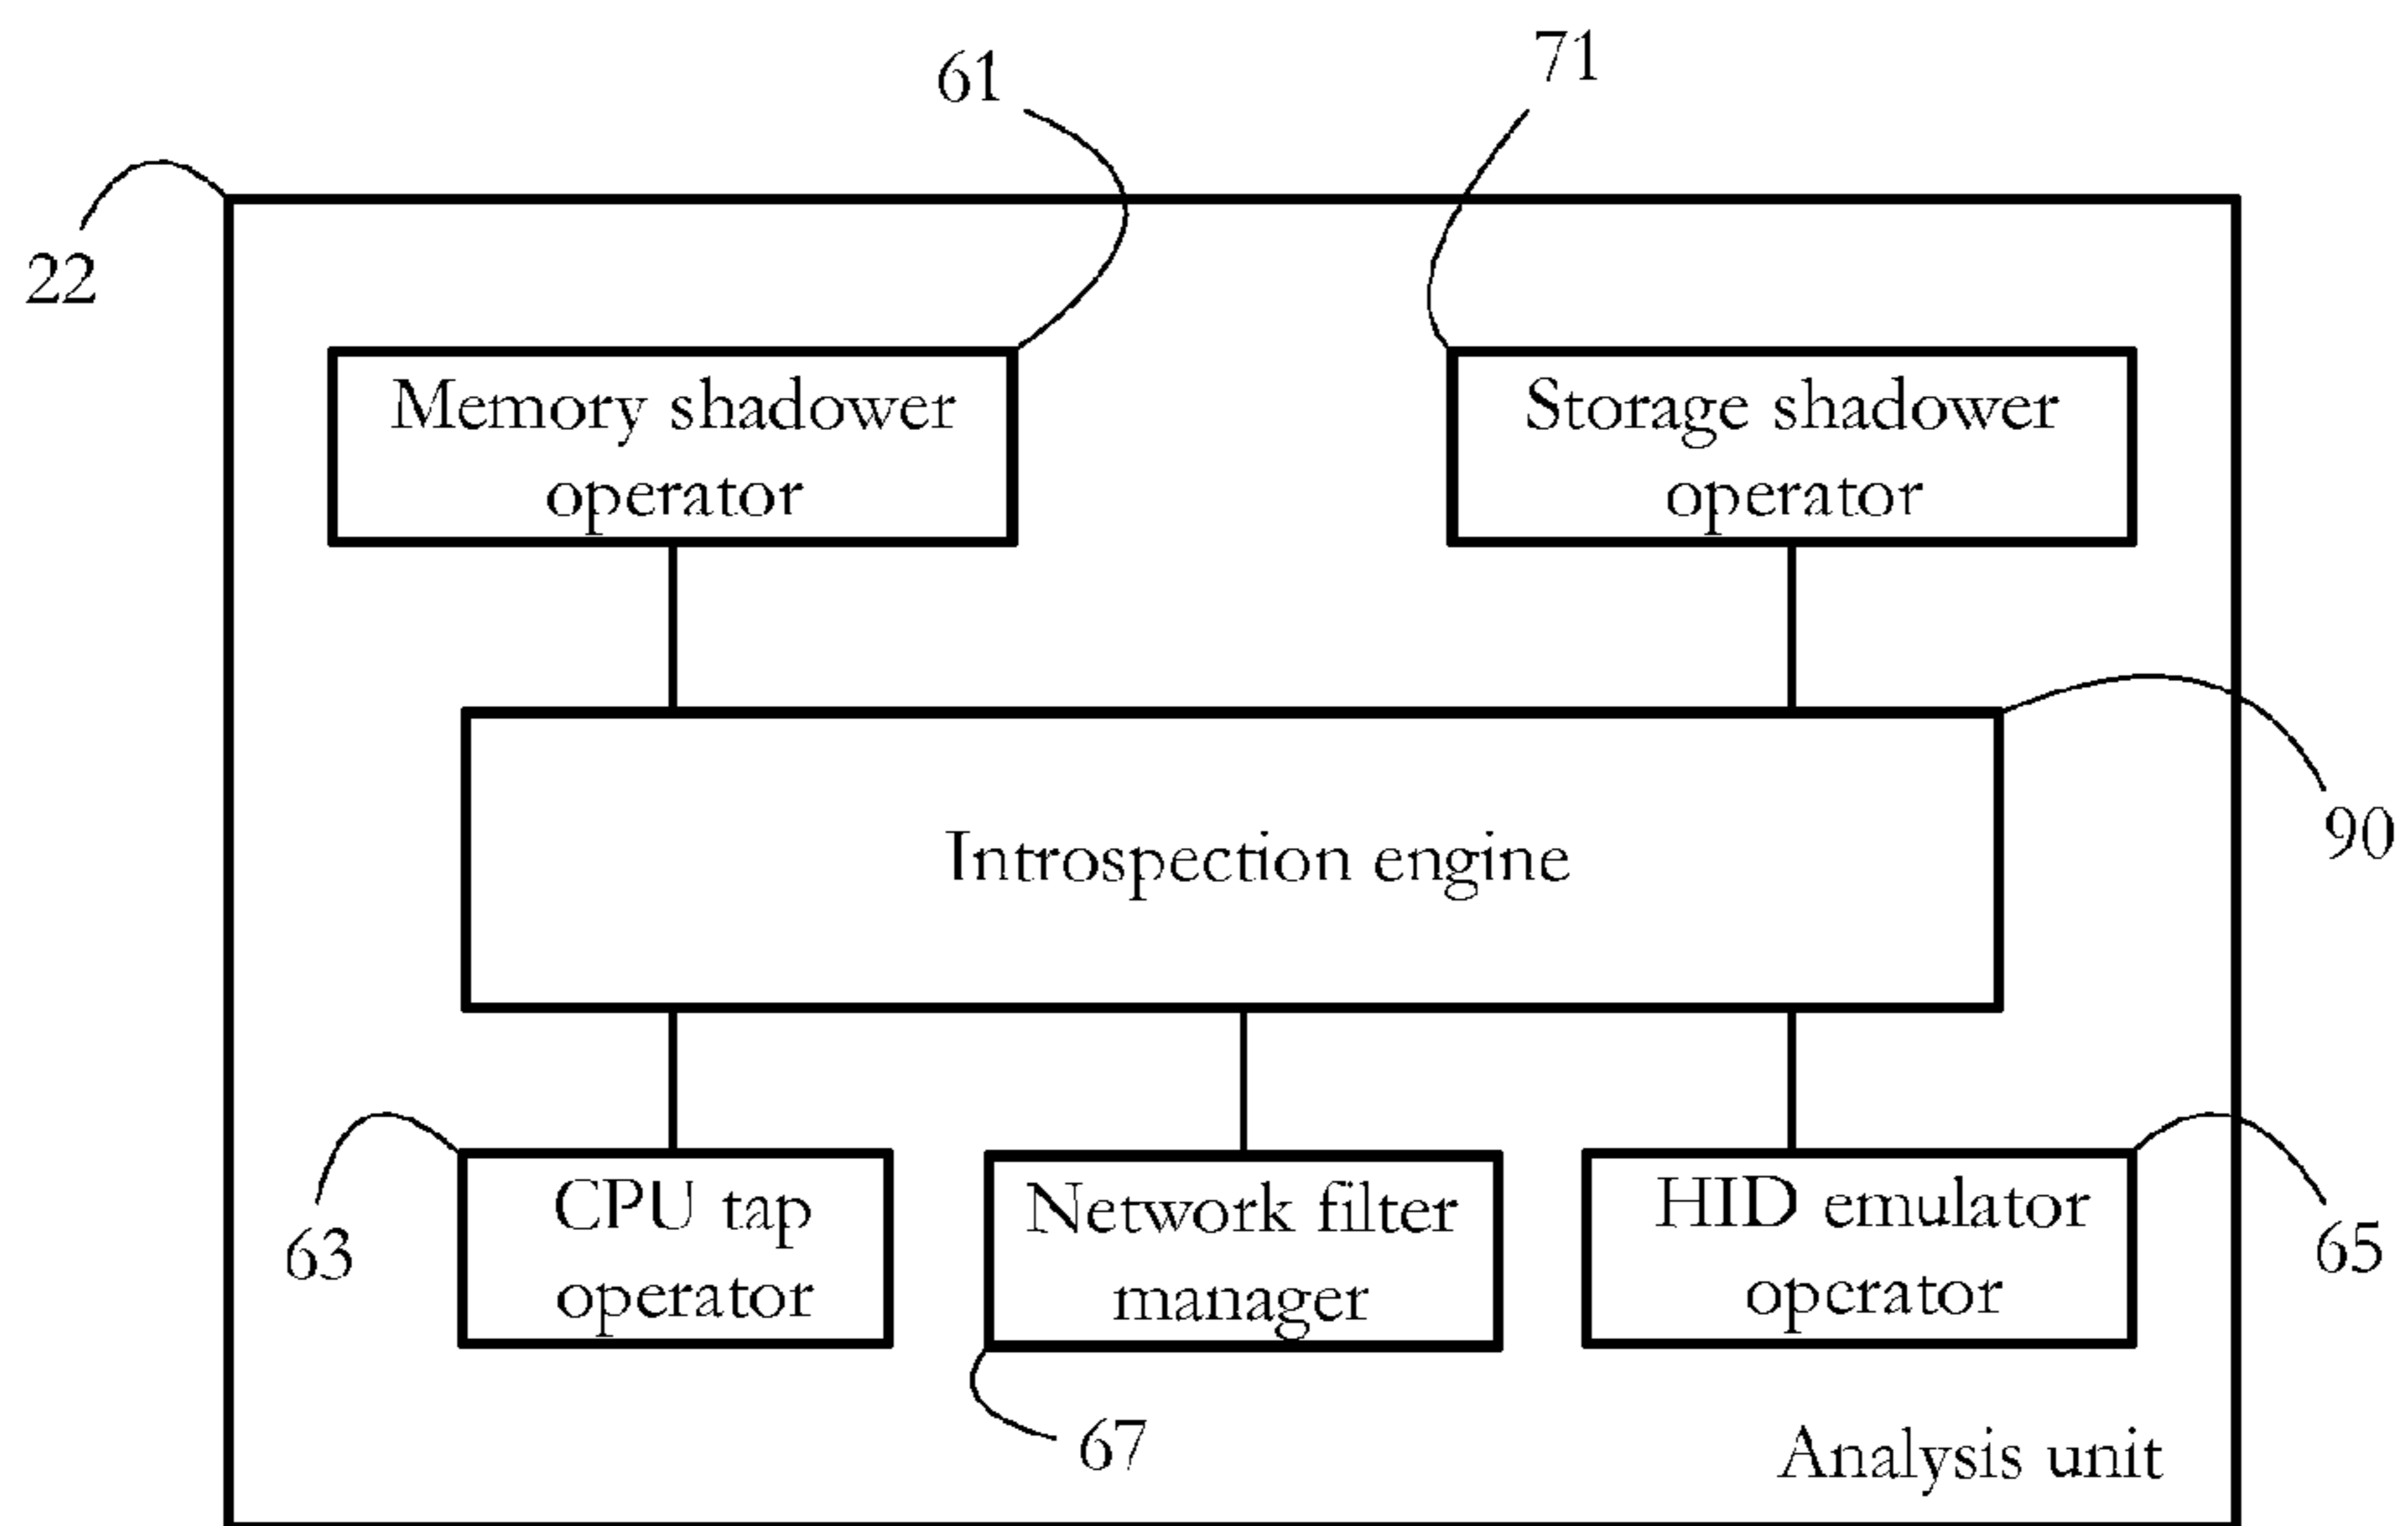 61
71
22
Memory shadower
operator
Storage shadower
operator
Introspection engine
90
CPU tap
operator
Network filter
manager
HID emulator
operator
63
65
67
Analysis unit